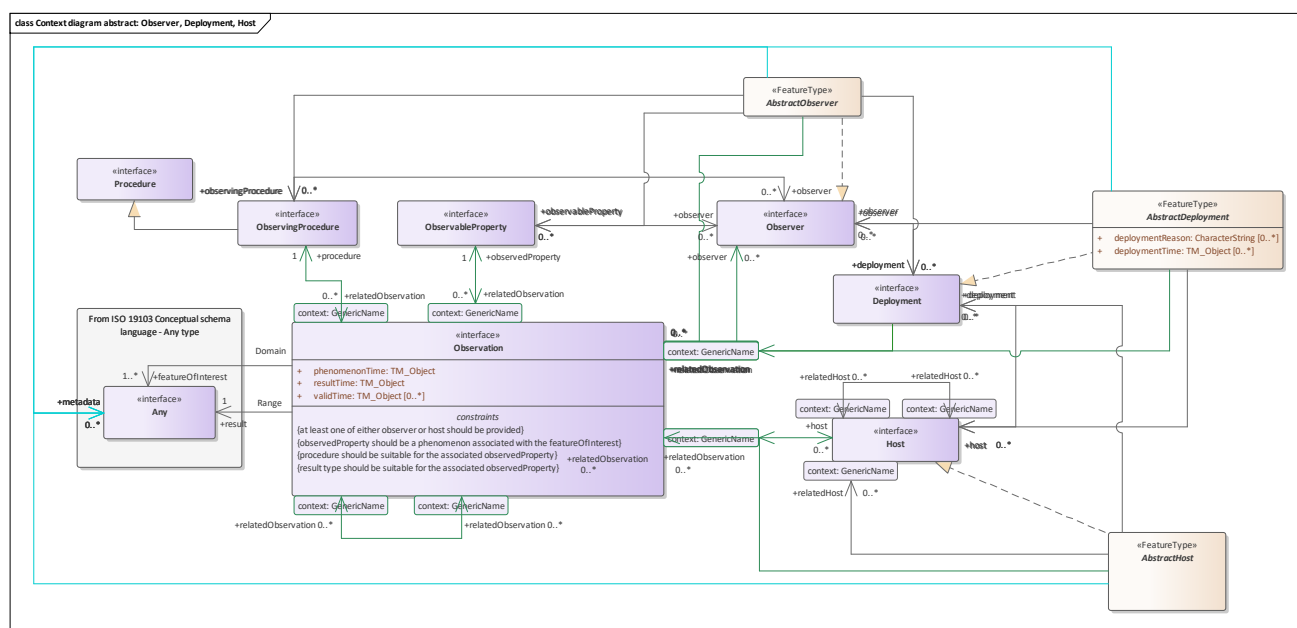 class Context diagram abstract: Observer, Deployment, Host
«FeatureType»
AbstractObserver
«interface»
Procedure
+observingProcedure 0..*
0..* +observer
«interface»
ObservingProcedure
«interface»
ObservableProperty
+observableProperty
0..*
+observer
0..*
«interface»
Observer
+observer
0..*
«FeatureType»
AbstractDeployment
+ deploymentReason: CharacterString [0..*]
+ deploymentTime: TM_Object [0..*]
1 +procedure
1 +observedProperty
+observer 0..*
+deployment 0..*
«interface»
Deployment
+deployment
0..*
0..* +relatedObservation
0..* +relatedObservation
context: GenericName
context: GenericName
From ISO 19103 Conceptual schema
language - Any type
«interface»
Observation
+ phenomenonTime: TM_Object
+ resultTime: TM_Object
+ validTime: TM_Object [0..*]
constraints
{at least one of either observer or host should be provided}
{observedProperty should be a phenomenon associated with the featureOfInterest}
{procedure should be suitable for the associated observedProperty}
{result type should be suitable for the associated observedProperty}
+relatedObservation
0..*
Domain
1..* +featureOfInterest
Range
1
+result
«interface»
Any
+metadata
0..*
0..*
context: GenericName
+relatedObservation
context: GenericName
+relatedObservation
0..*
+relatedHost 0..*
+relatedHost 0..*
context: GenericName
context: GenericName
+host
0..*
«interface»
Host
+host 0..*
context: GenericName
+relatedHost 0..*
context: GenericName
context: GenericName
+relatedObservation 0..*
+relatedObservation 0..*
«FeatureType»
AbstractHost